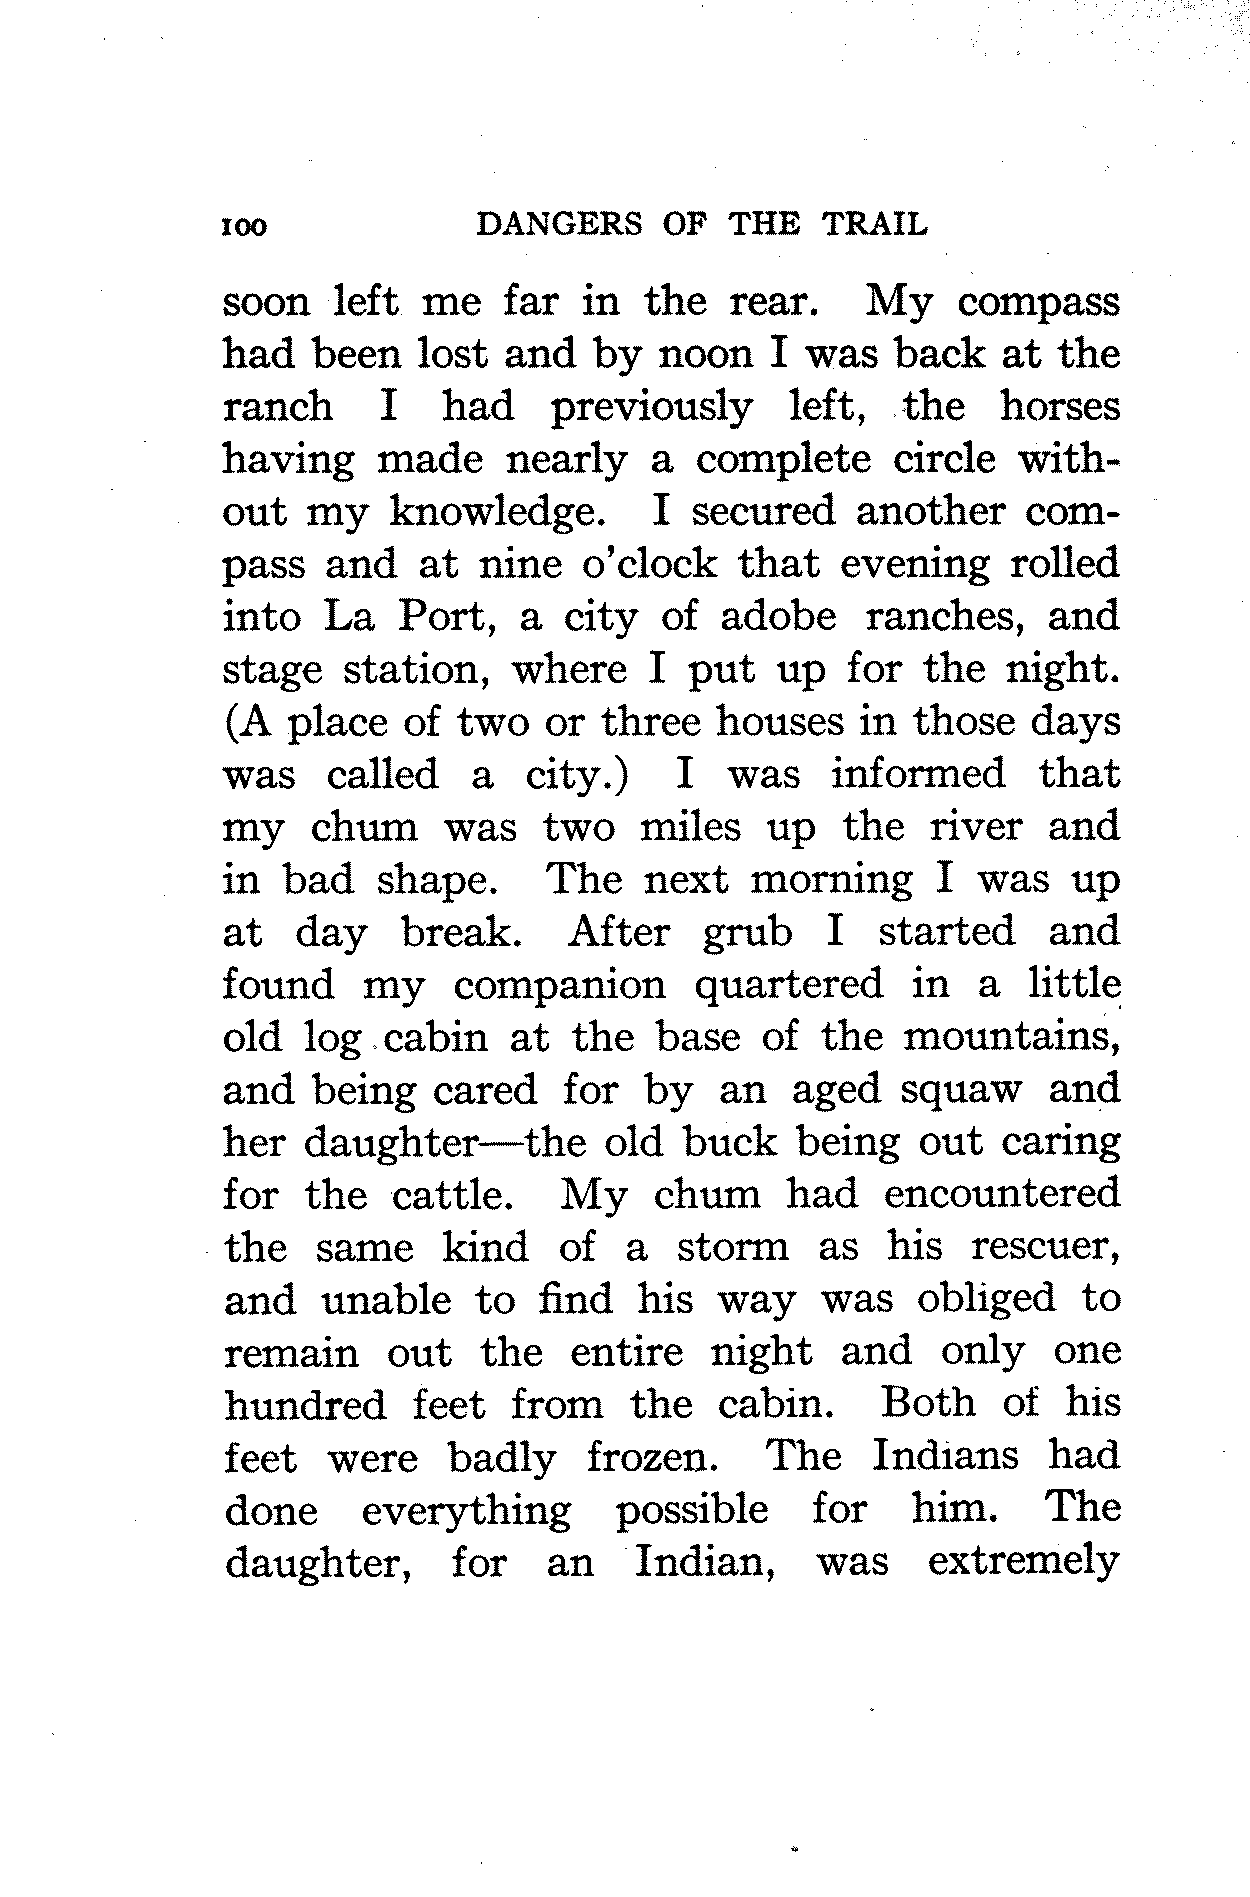 100 DANGERS OF THE TRAIL
soon left me far in the rear. My compass
had been lost and by noon I was back at the
ranch I had previously left, the horses
having made nearly a complete circle with-
out my knowledge. I secured another com-
pass and at nine o'clock that evening rolled
into La Port, a city of adobe ranches, and
stage station, where I put up for the night.
(A place of two or three houses in those days
was called a city.) I was informed that
my chum was two miles up the river and
in bad shape. The next morning I was up
at day break. After grub I started and
found my companion quartered in a little
old log cabin at the base of the mountains,
and being cared for by an aged squaw and
her daughter—the old buck being out caring
for the cattle. My chum had encountered
the same kind of a storm as his rescuer,
and unable to find his way was obliged to
remain out the entire night and only one
hundred feet from the cabin. Both of his
feet were badly frozen. The Indians had
done everything possible for him. The
daughter, for an Indian, was extremely